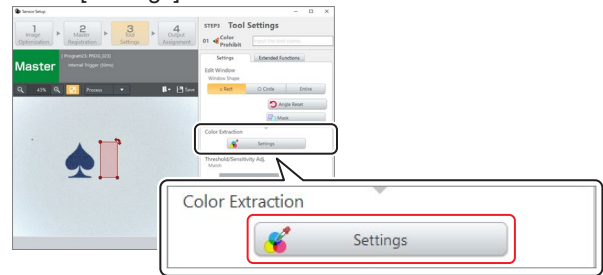 Sensor Setup
1 Image Optimization
2 Master Registration
3 Tool Settings
4 Output Assignment
STEP3 Tool Settings
01 Color Prohibit
Settings
Extended Functions
Master
Internal Trigger
Edit Window
Window Shape
Rect
Circle
Entire
43%
Process
Save
Angle Reset
Mask
Color Extraction
Settings
Threshold/Sensitivity Adj.
Match
Color Extraction
Settings